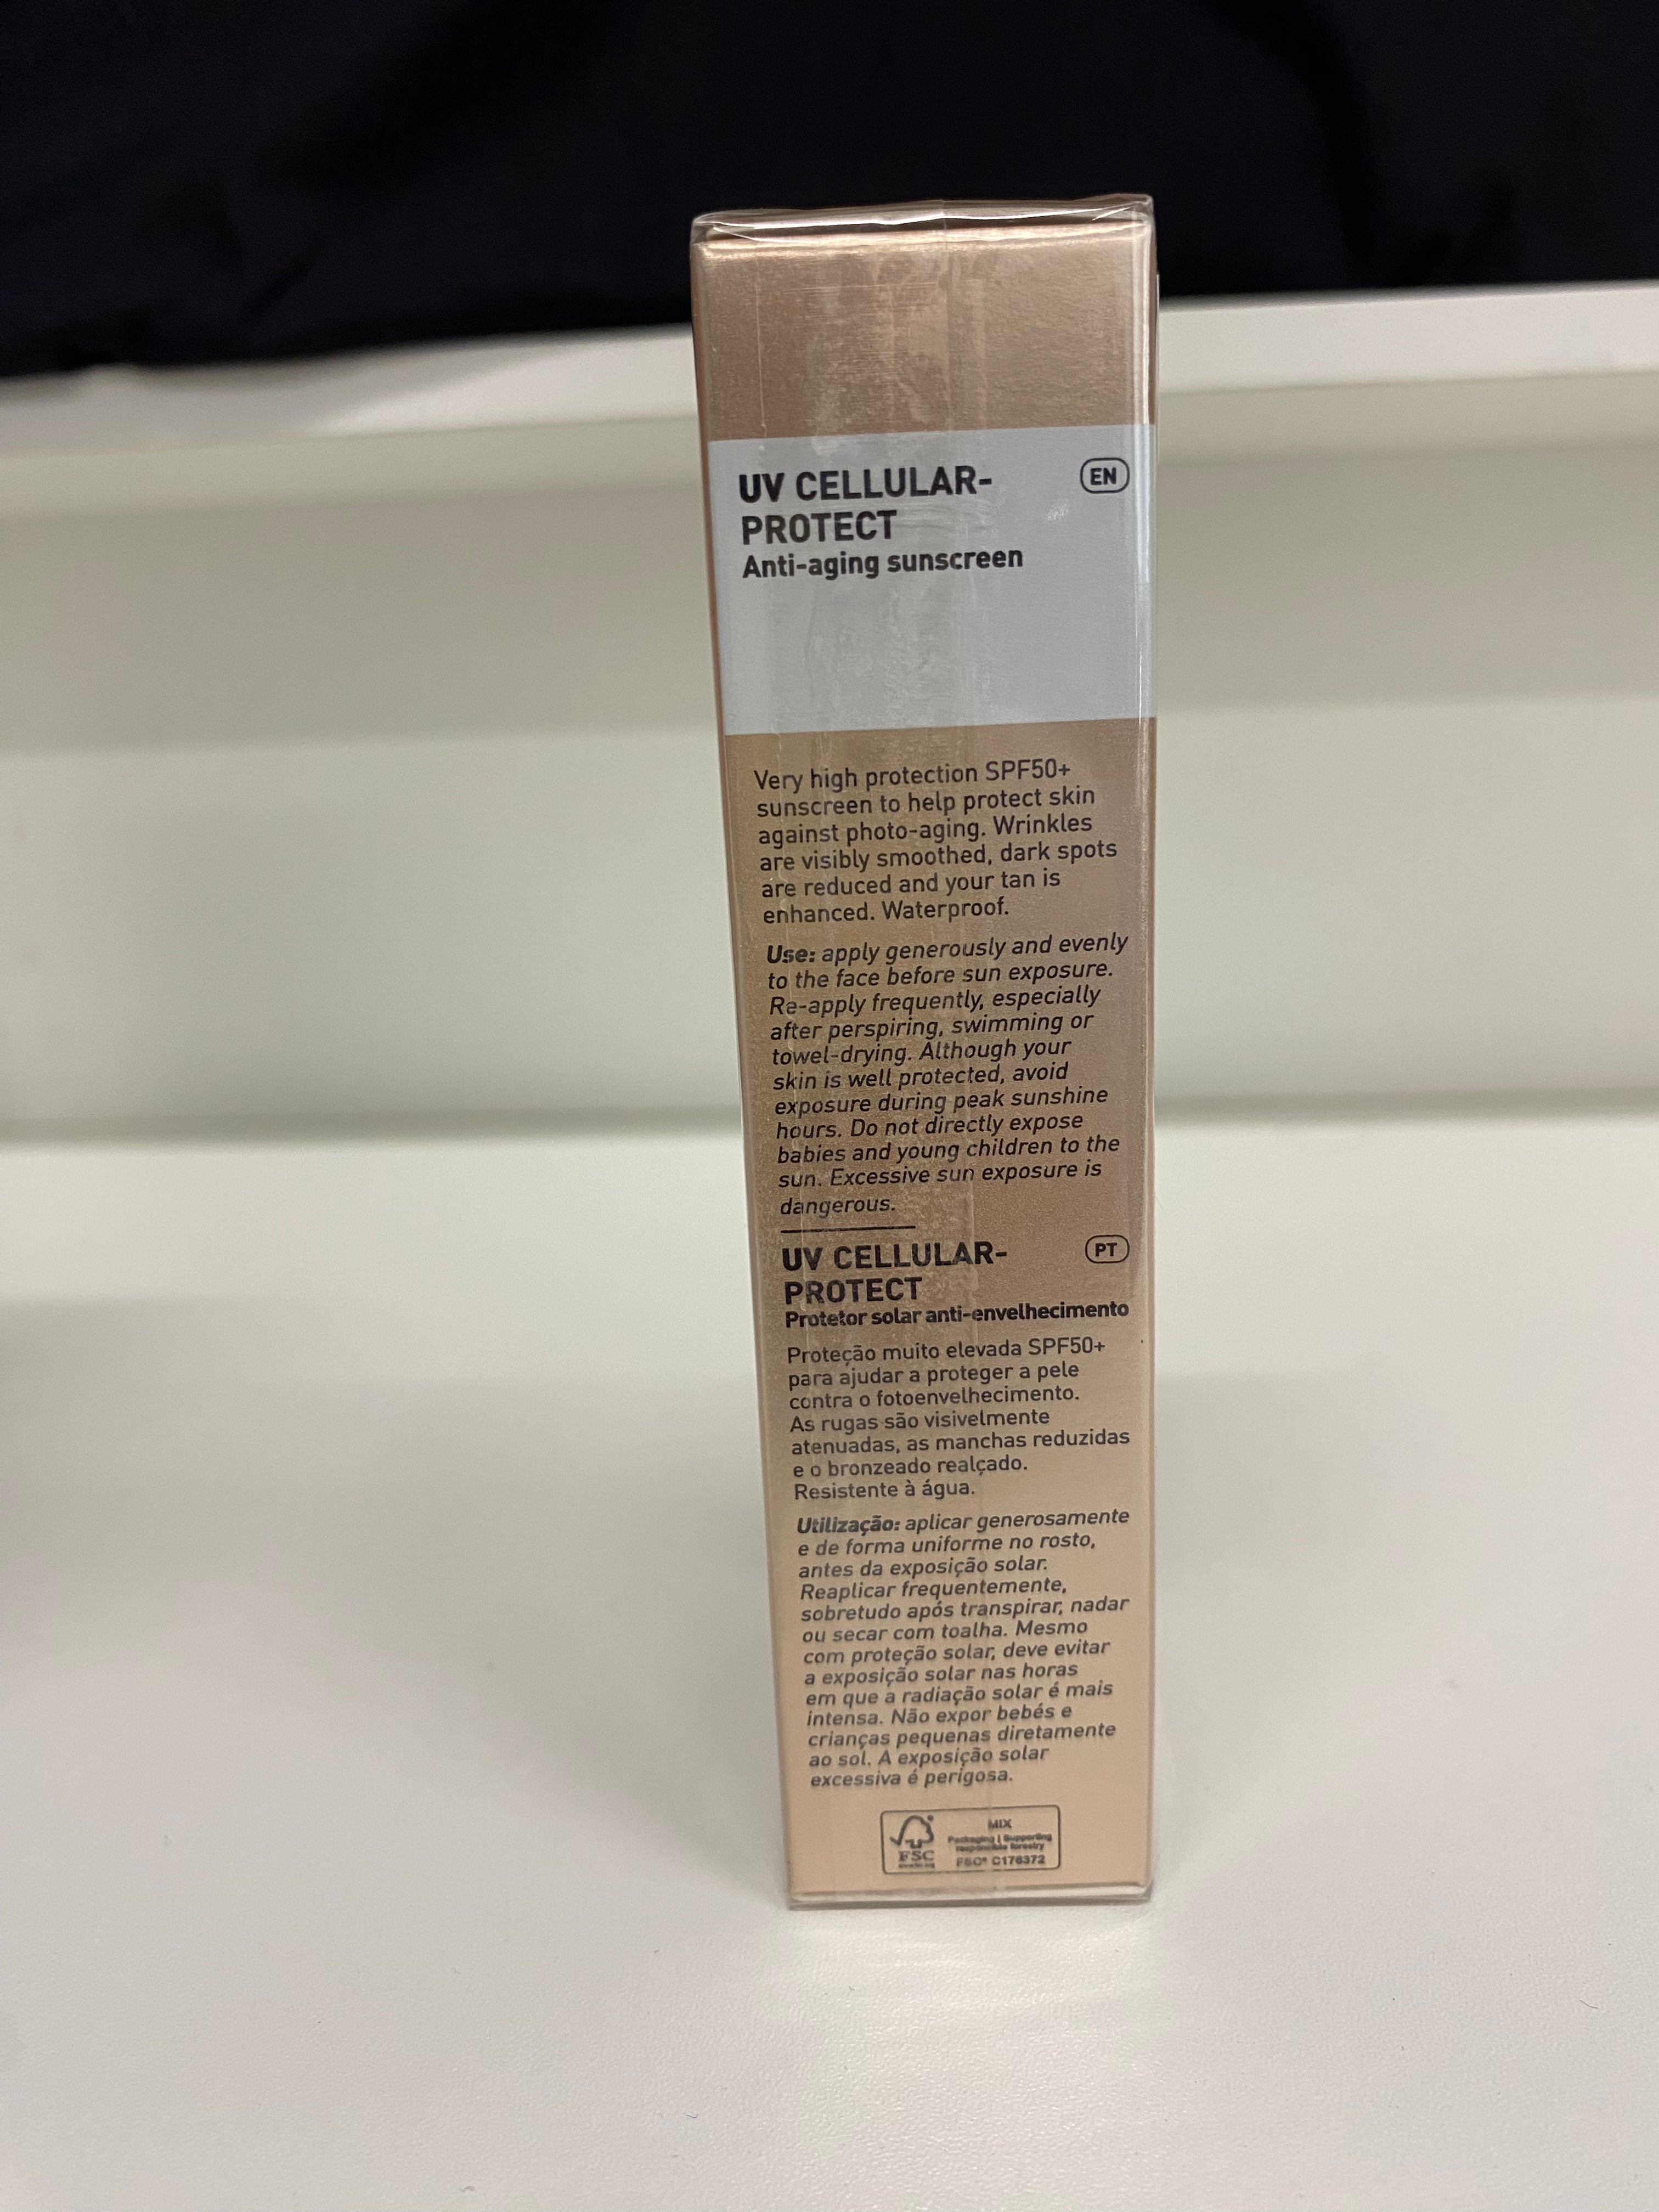 UV CELLULAR-
PROTECT
EN
Anti-aging sunscreen
Very high protection SPF50+
sunscreen to help protect skin
against photo-aging. Wrinkles
are visibly smoothed, dark spots
are reduced and your tan is
enhanced. Waterproof.
Use: apply generously and evenly
to the face before sun exposure.
Re-apply frequently, especially
after perspiring, swimming or
towel-drying. Although your
skin is well protected, avoid
exposure during peak sunshine
hours. Do not directly expose
babies and young children to the
sun. Excessive sun exposure is
dangerous.
UV CELLULAR-
PROTECT
PT
Protetor solar anti-envelhecimento
Proteção muito elevada SPF50+
para ajudar a proteger a pele
contra o fotoenvelhecimento.
As rugas são visivelmente
atenuadas, as manchas reduzidas
e o bronzeado realçado.
Resistente à água.
Utilização: aplicar generosamente
e de forma uniforme no rosto,
antes da exposição solar.
Reaplicar frequentemente,
sobretudo após transpirar, nadar
ou secar com toalha. Mesmo
com proteção solar, deve evitar
a exposição solar nas horas
em que a radiação solar é mais
intensa. Não expor bebés e
crianças pequenas diretamente
ao sol. A exposição solar
excessiva é perigosa.
FSC
MIX
Packaging | Supporting
responsible forestry
FSC® C176372